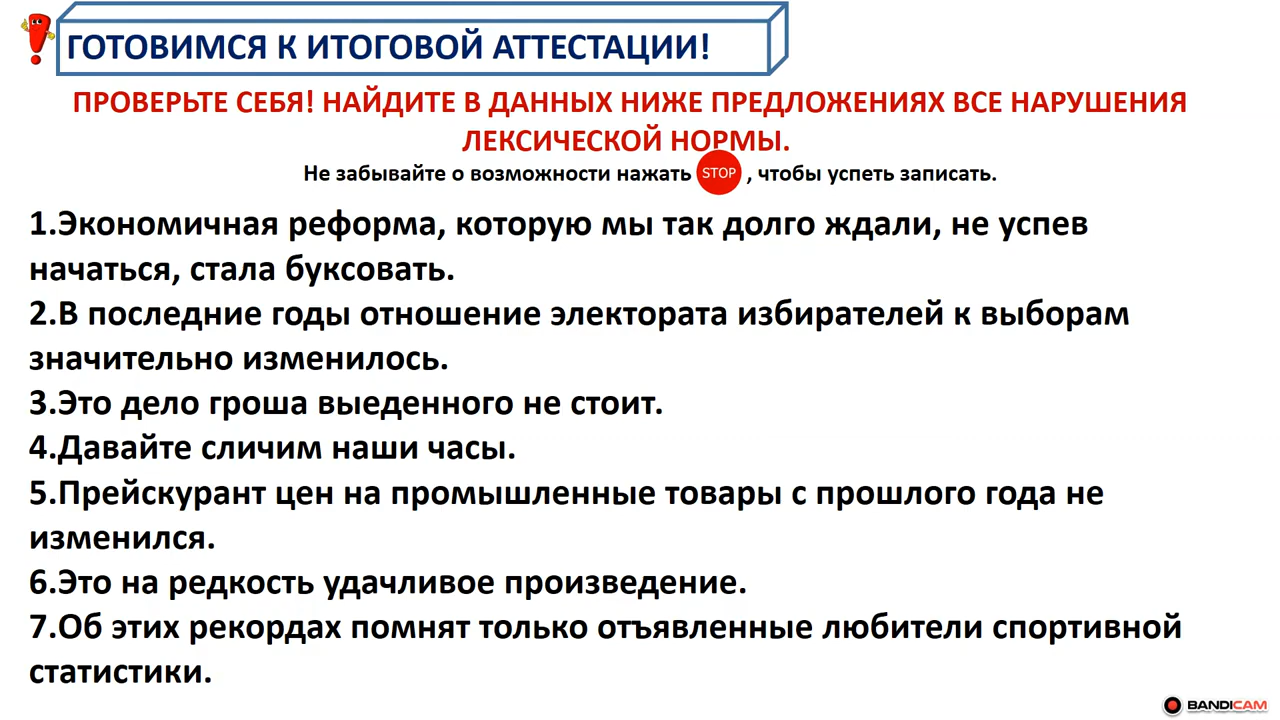 ГОТОВИМСЯ К ИТОГОВОЙ АТТЕСТАЦИИ!
ПРОВЕРЬТЕ СЕБЯ! НАЙДИТЕ В ДАННЫХ НИЖЕ ПРЕДЛОЖЕНИЯХ ВСЕ НАРУШЕНИЯ
ЛЕКСИЧЕСКОЙ НОРМЫ.
Не забывайте о возможности нажать STOP , чтобы успеть записать.
1.Экономичная реформа, которую мы так долго ждали, не успев
начаться, стала буксовать.
2.В последние годы отношение электората избирателей к выборам
значительно изменилось.
3.Это дело гроша выеденного не стоит.
4.Давайте сличим наши часы.
5.Прейскурант цен на промышленные товары с прошлого года не
изменился.
6.Это на редкость удачливое произведение.
7.Об этих рекордах помнят только отъявленные любители спортивной
статистики.
BANDICAM